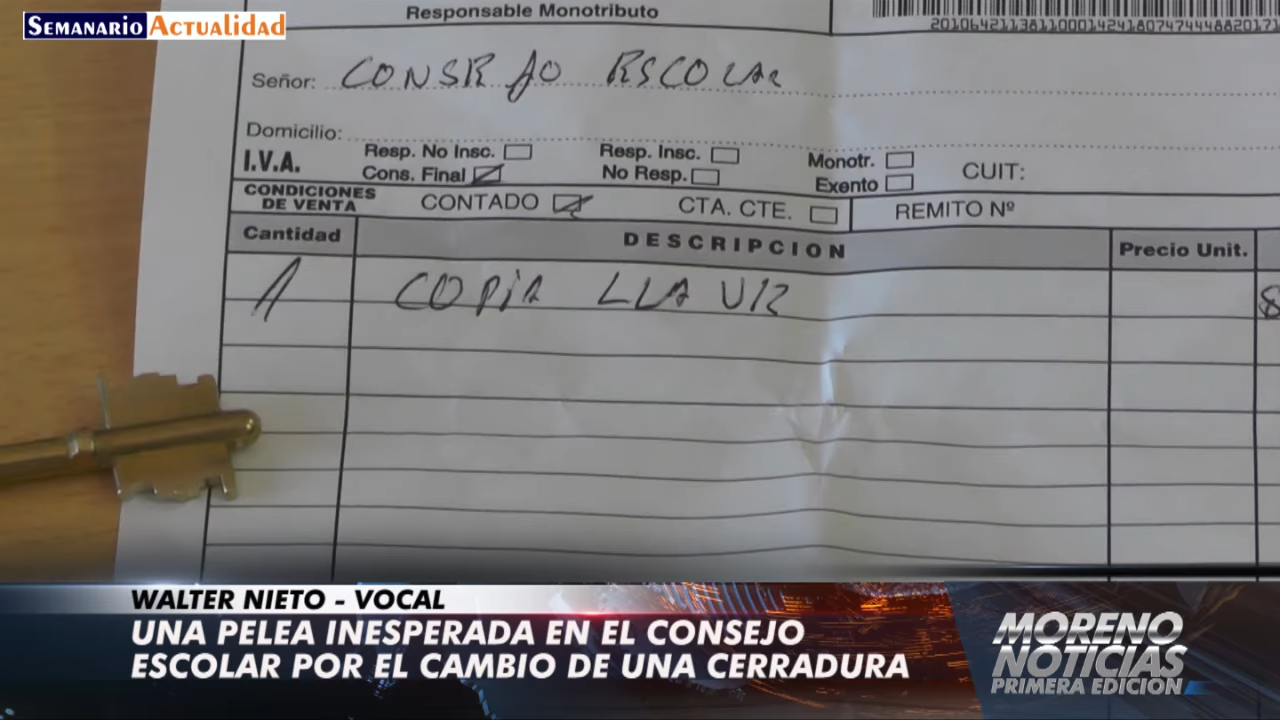 SEMANARIO ACTUALIDAD
Responsable Monotributo
Señor: CONSEJO ESCOLAR
Domicilio:
I.V.A. Resp. No Insc. Resp. Insc. Monotr. CUIT:
Cons. Final No Resp. Exento
CONDICIONES DE VENTA CONTADO CTA. CTE. REMITO Nº
Cantidad DESCRIPCION Precio Unit.
1 COPIA LLAVE 8
WALTER NIETO - VOCAL
UNA PELEA INESPERADA EN EL CONSEJO
ESCOLAR POR EL CAMBIO DE UNA CERRADURA
MORENO
NOTICIAS
PRIMERA EDICION